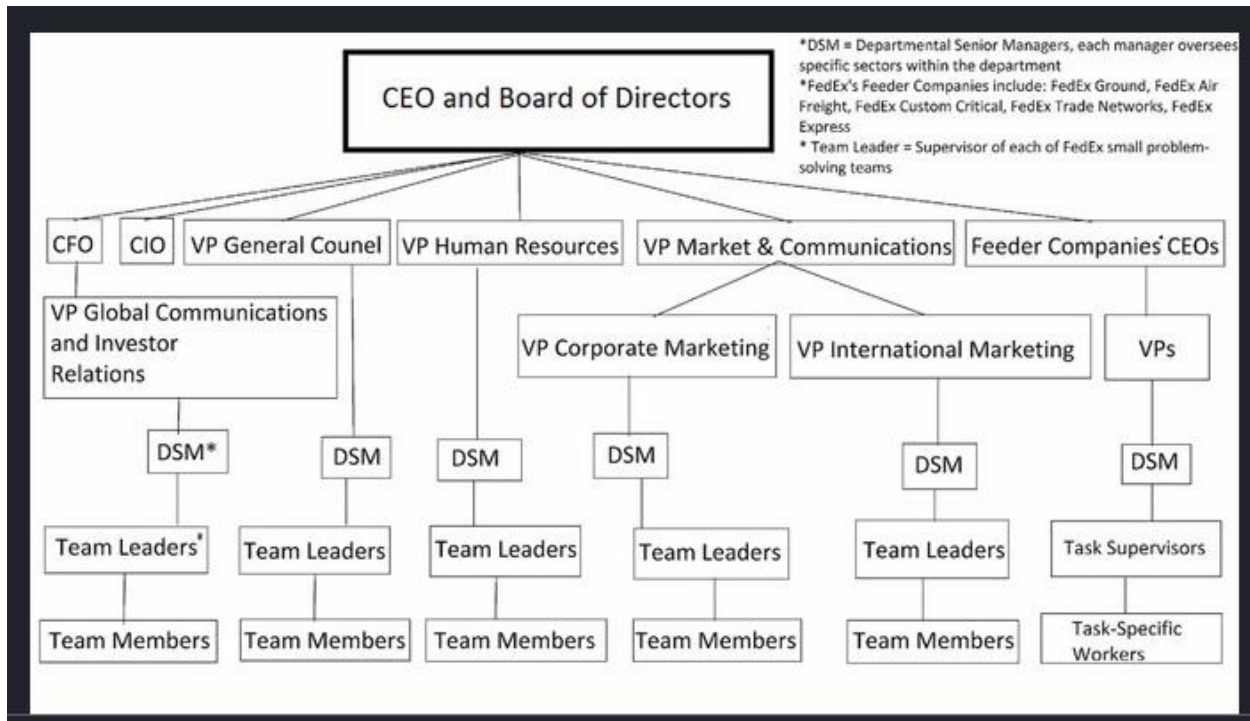 *DSM = Departmental Senior Managers, each manager oversees
specific sectors within the department
*FedEx's Feeder Companies include: FedEx Ground, FedEx Air
Freight, FedEx Custom Critical, FedEx Trade Networks, FedEx
Express
* Team Leader = Supervisor of each of FedEx small problem-
solving teams
CEO and Board of Directors
CFO
CIO
VP General Counel
VP Human Resources
VP Market & Communications
Feeder Companies* CEOs
VP Global Communications
and Investor
Relations
VP Corporate Marketing
VP International Marketing
VPs
DSM*
DSM
DSM
DSM
DSM
DSM
Team Leaders*
Team Leaders
Team Leaders
Team Leaders
Team Leaders
Task Supervisors
Team Members
Team Members
Team Members
Team Members
Team Members
Task-Specific
Workers